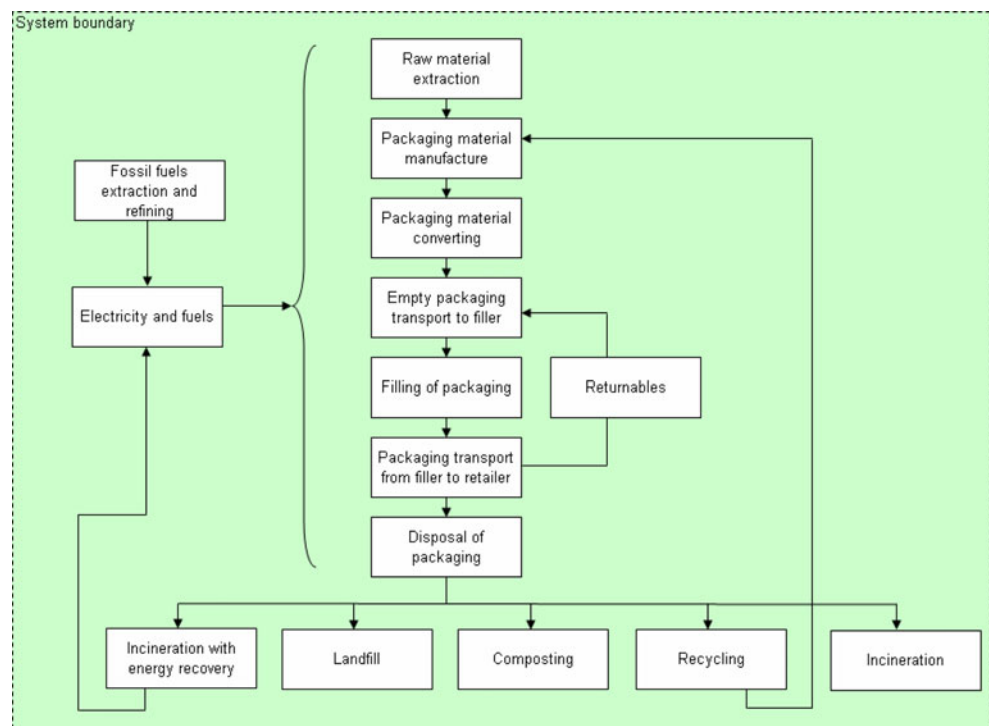 System boundary
Raw material
extraction
Packaging material
manufacture
Fossil fuels
extraction and
refining
Packaging material
converting
Electricity and fuels
Empty packaging
transport to filler
Filling of packaging
Returnables
Packaging transport
from filler to retailer
Disposal of
packaging
Incineration with
energy recovery
Landfill
Composting
Recycling
Incineration